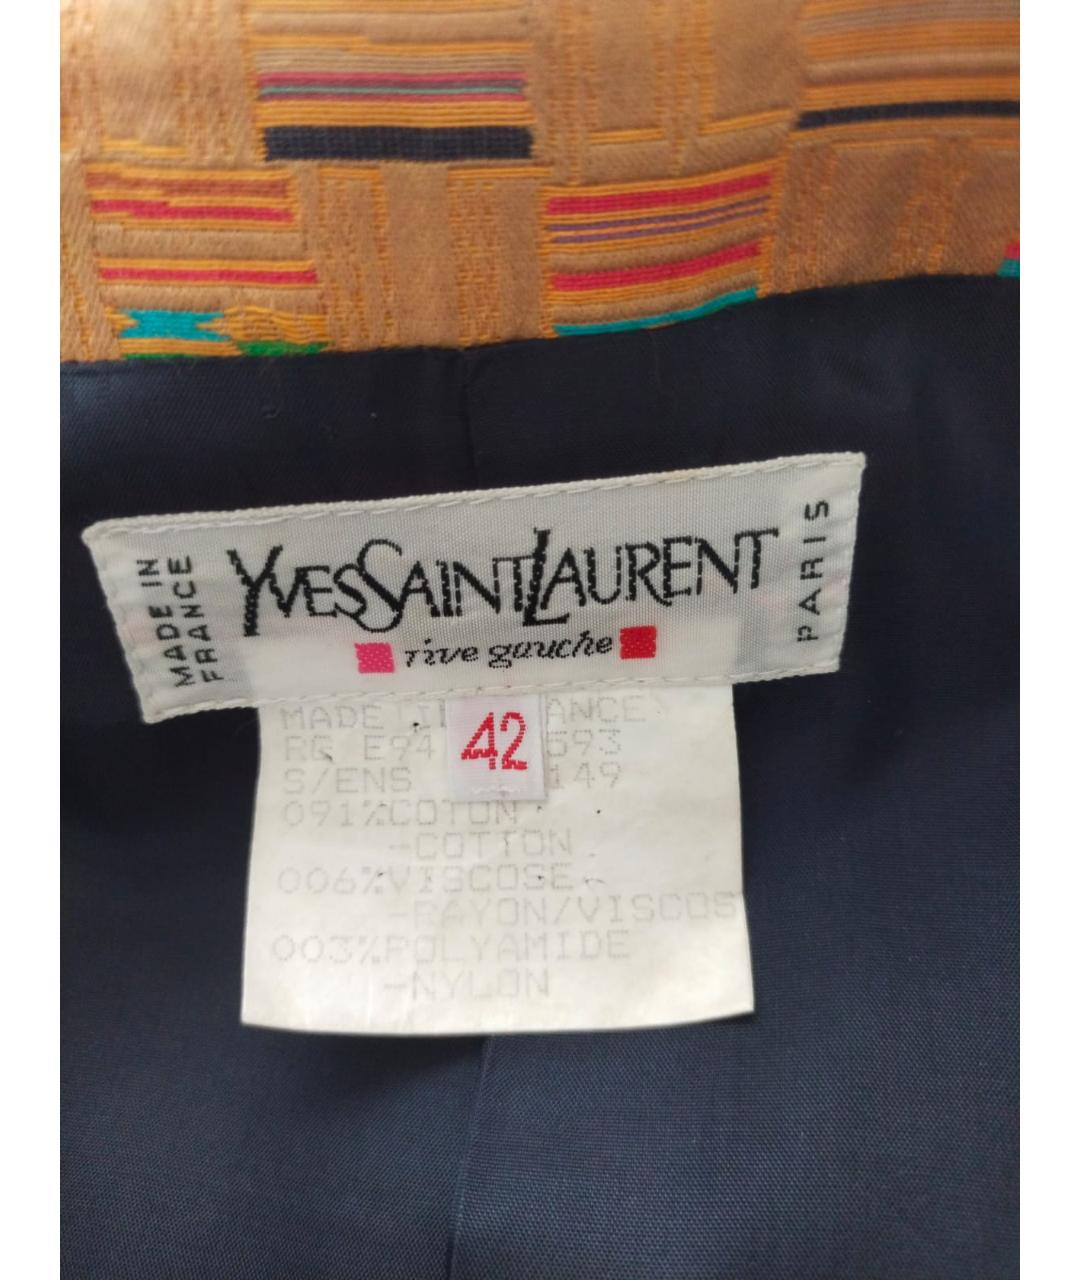 MADE IN
FRANCE
YVESSAINTLAURENT
rive gauche
PARIS
42
MADE
RG E94 593
S/ENS 149
091%COTON
-COTTON
006%VISCOSE
-RAYON/VISCOS
003%POLYAMIDE
-NYLON